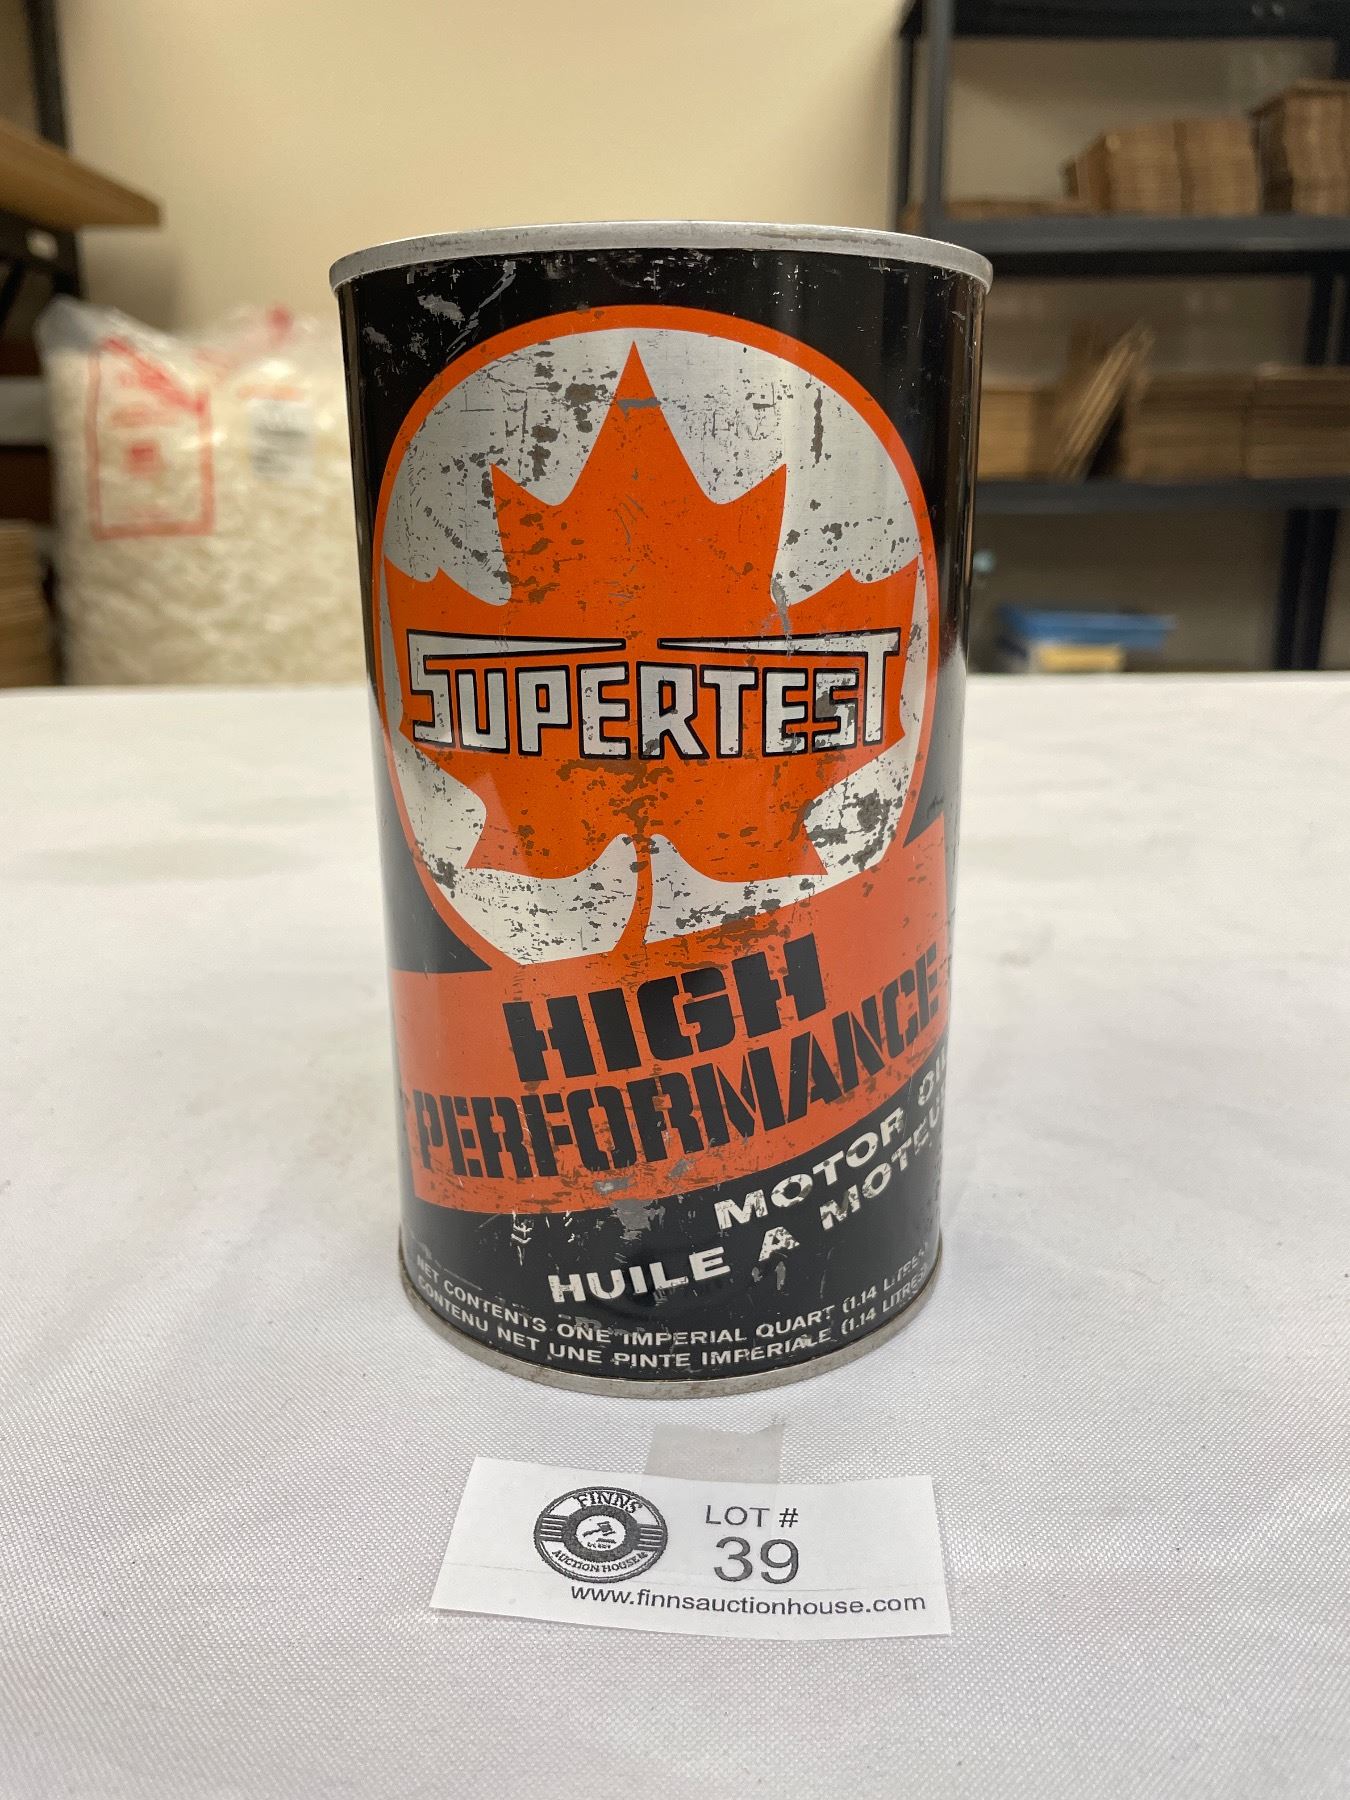 SUPERTEST
HIGH
PERFORMANCE
MOTOR OIL
HUILE A MOTEU
NET CONTENTS ONE IMPERIAL QUART (1.14 LITRES)
CONTENU NET UNE PINTE IMPERIALE (1.14 LITRES)
FINNS
AUCTION HOUSE
LOT #
39
www.finnsauctionhouse.com